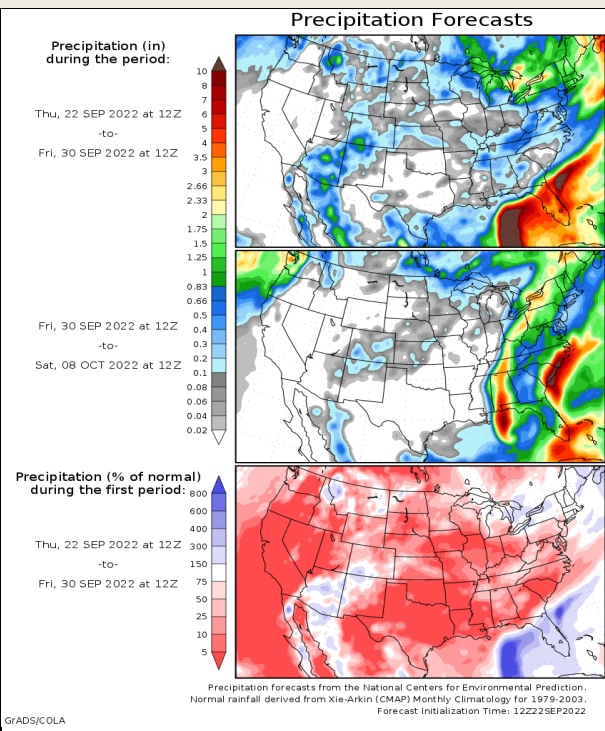 Precipitation Forecasts
Precipitation (in)
during the period:
Thu, 22 SEP 2022 at 12Z
-to-
Fri, 30 SEP 2022 at 12Z
10
8
7
6
5
4
3.5
3
2.66
2.33
2
1.75
1.5
1.25
1
0.83
0.66
0.5
0.4
0.3
0.2
0.1
0.08
0.06
0.04
0.02
Fri, 30 SEP 2022 at 12Z
-to-
Sat, 08 OCT 2022 at 12Z
Precipitation (% of normal)
during the first period:
Thu, 22 SEP 2022 at 12Z
-to-
Fri, 30 SEP 2022 at 12Z
800
600
400
300
150
75
50
25
10
5
Precipitation forecasts from the National Centers for Environmental Prediction.
Normal rainfall derived from Xie-Arkin (CMAP) Monthly Climatology for 1979-2003.
Forecast Initialization Time: 12Z22SEP2022
GrADS/COLA